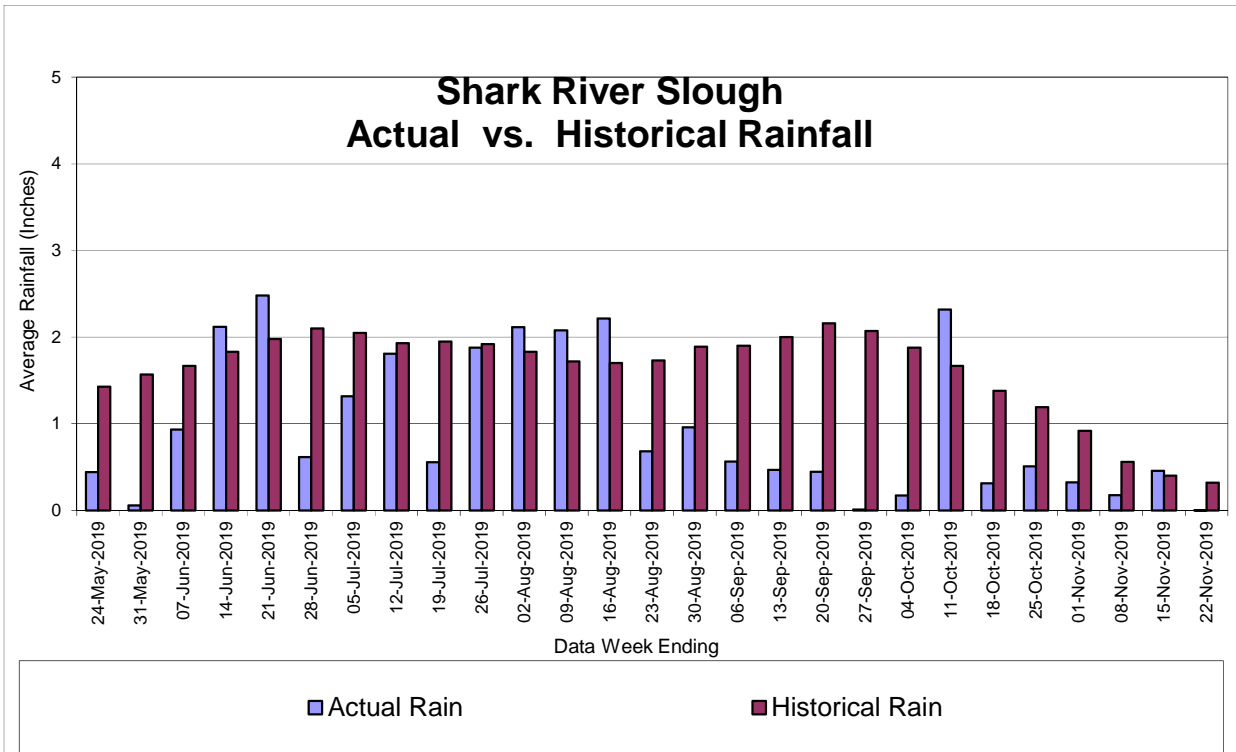 Shark River Slough
Actual vs. Historical Rainfall
Average Rainfall (Inches)
5
4
3
2
1
0
24-May-2019
31-May-2019
07-Jun-2019
14-Jun-2019
21-Jun-2019
28-Jun-2019
05-Jul-2019
12-Jul-2019
19-Jul-2019
26-Jul-2019
02-Aug-2019
09-Aug-2019
16-Aug-2019
23-Aug-2019
30-Aug-2019
06-Sep-2019
13-Sep-2019
20-Sep-2019
27-Sep-2019
04-Oct-2019
11-Oct-2019
18-Oct-2019
25-Oct-2019
01-Nov-2019
08-Nov-2019
15-Nov-2019
22-Nov-2019
Data Week Ending
Actual Rain
Historical Rain